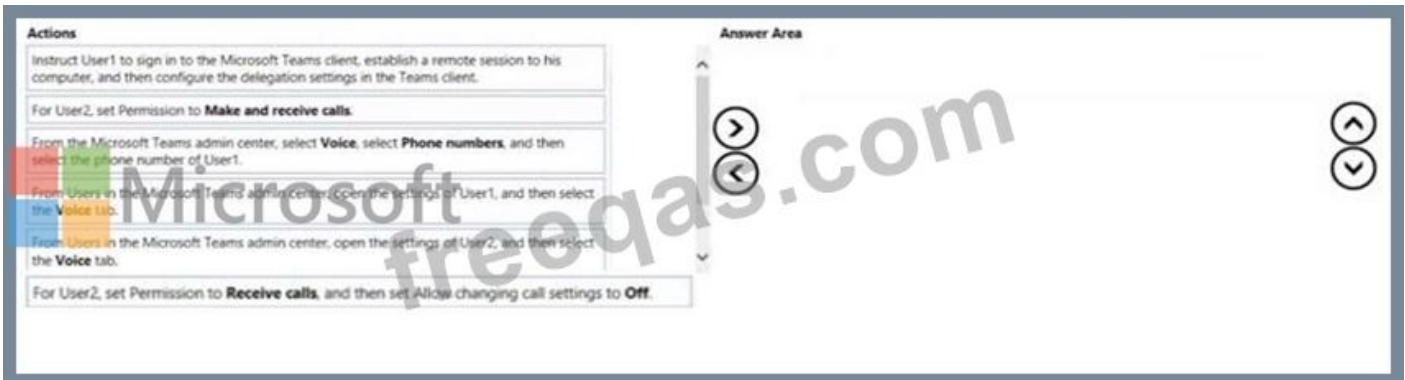 Actions
Answer Area
Instruct User1 to sign in to the Microsoft Teams client, establish a remote session to his
computer, and then configure the delegation settings in the Teams client.
For User2, set Permission to Make and receive calls.
From the Microsoft Teams admin center, select Voice, select Phone numbers, and then
select the phone number of User1.
From Users in the Microsoft Teams admin center, open the settings of User1, and then select
the Voice tab.
From Users in the Microsoft Teams admin center, open the settings of User2, and then select
the Voice tab.
For User2, set Permission to Receive calls, and then set Allow changing call settings to Off.
Microsoft
freeqas.com